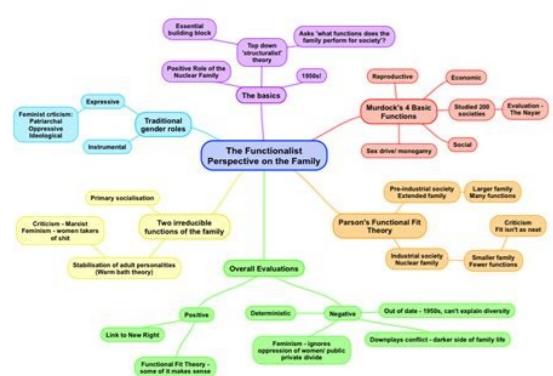 Essential
building block
Top down
'structuralist'
theory
Asks 'what functions does the
family perform for society'?
Positive Role of the
Nuclear Family
1950s!
The basics
Reproductive
Economic
Murdock's 4 Basic
Functions
Studied 200
societies
Evaluation -
The Nayar
Sex drive/ monogamy
Social
Expressive
Feminist crticism:
Patriarchal
Oppressive
Ideological
Traditional
gender roles
Instrumental
The Functionalist
Perspective on the Family
Primary socialisation
Criticism - Marxist
Feminism - women takers
of shit
Two irreducible
functions of the family
Stabilisation of adult personalities
(Warm bath theory)
Pre-industrial society
Extended family
Larger family
Many functions
Parson's Functional Fit
Theory
Criticism
Fit isn't as neat
Industrial society
Nuclear family
Smaller family
Fewer functions
Overall Evaluations
Positive
Link to New Right
Functional Fit Theory -
some of it makes sense
Deterministic
Negative
Out of date - 1950s, can't explain diversity
Feminism - ignores
oppression of women/ public
private divide
Downplays conflict - darker side of family life